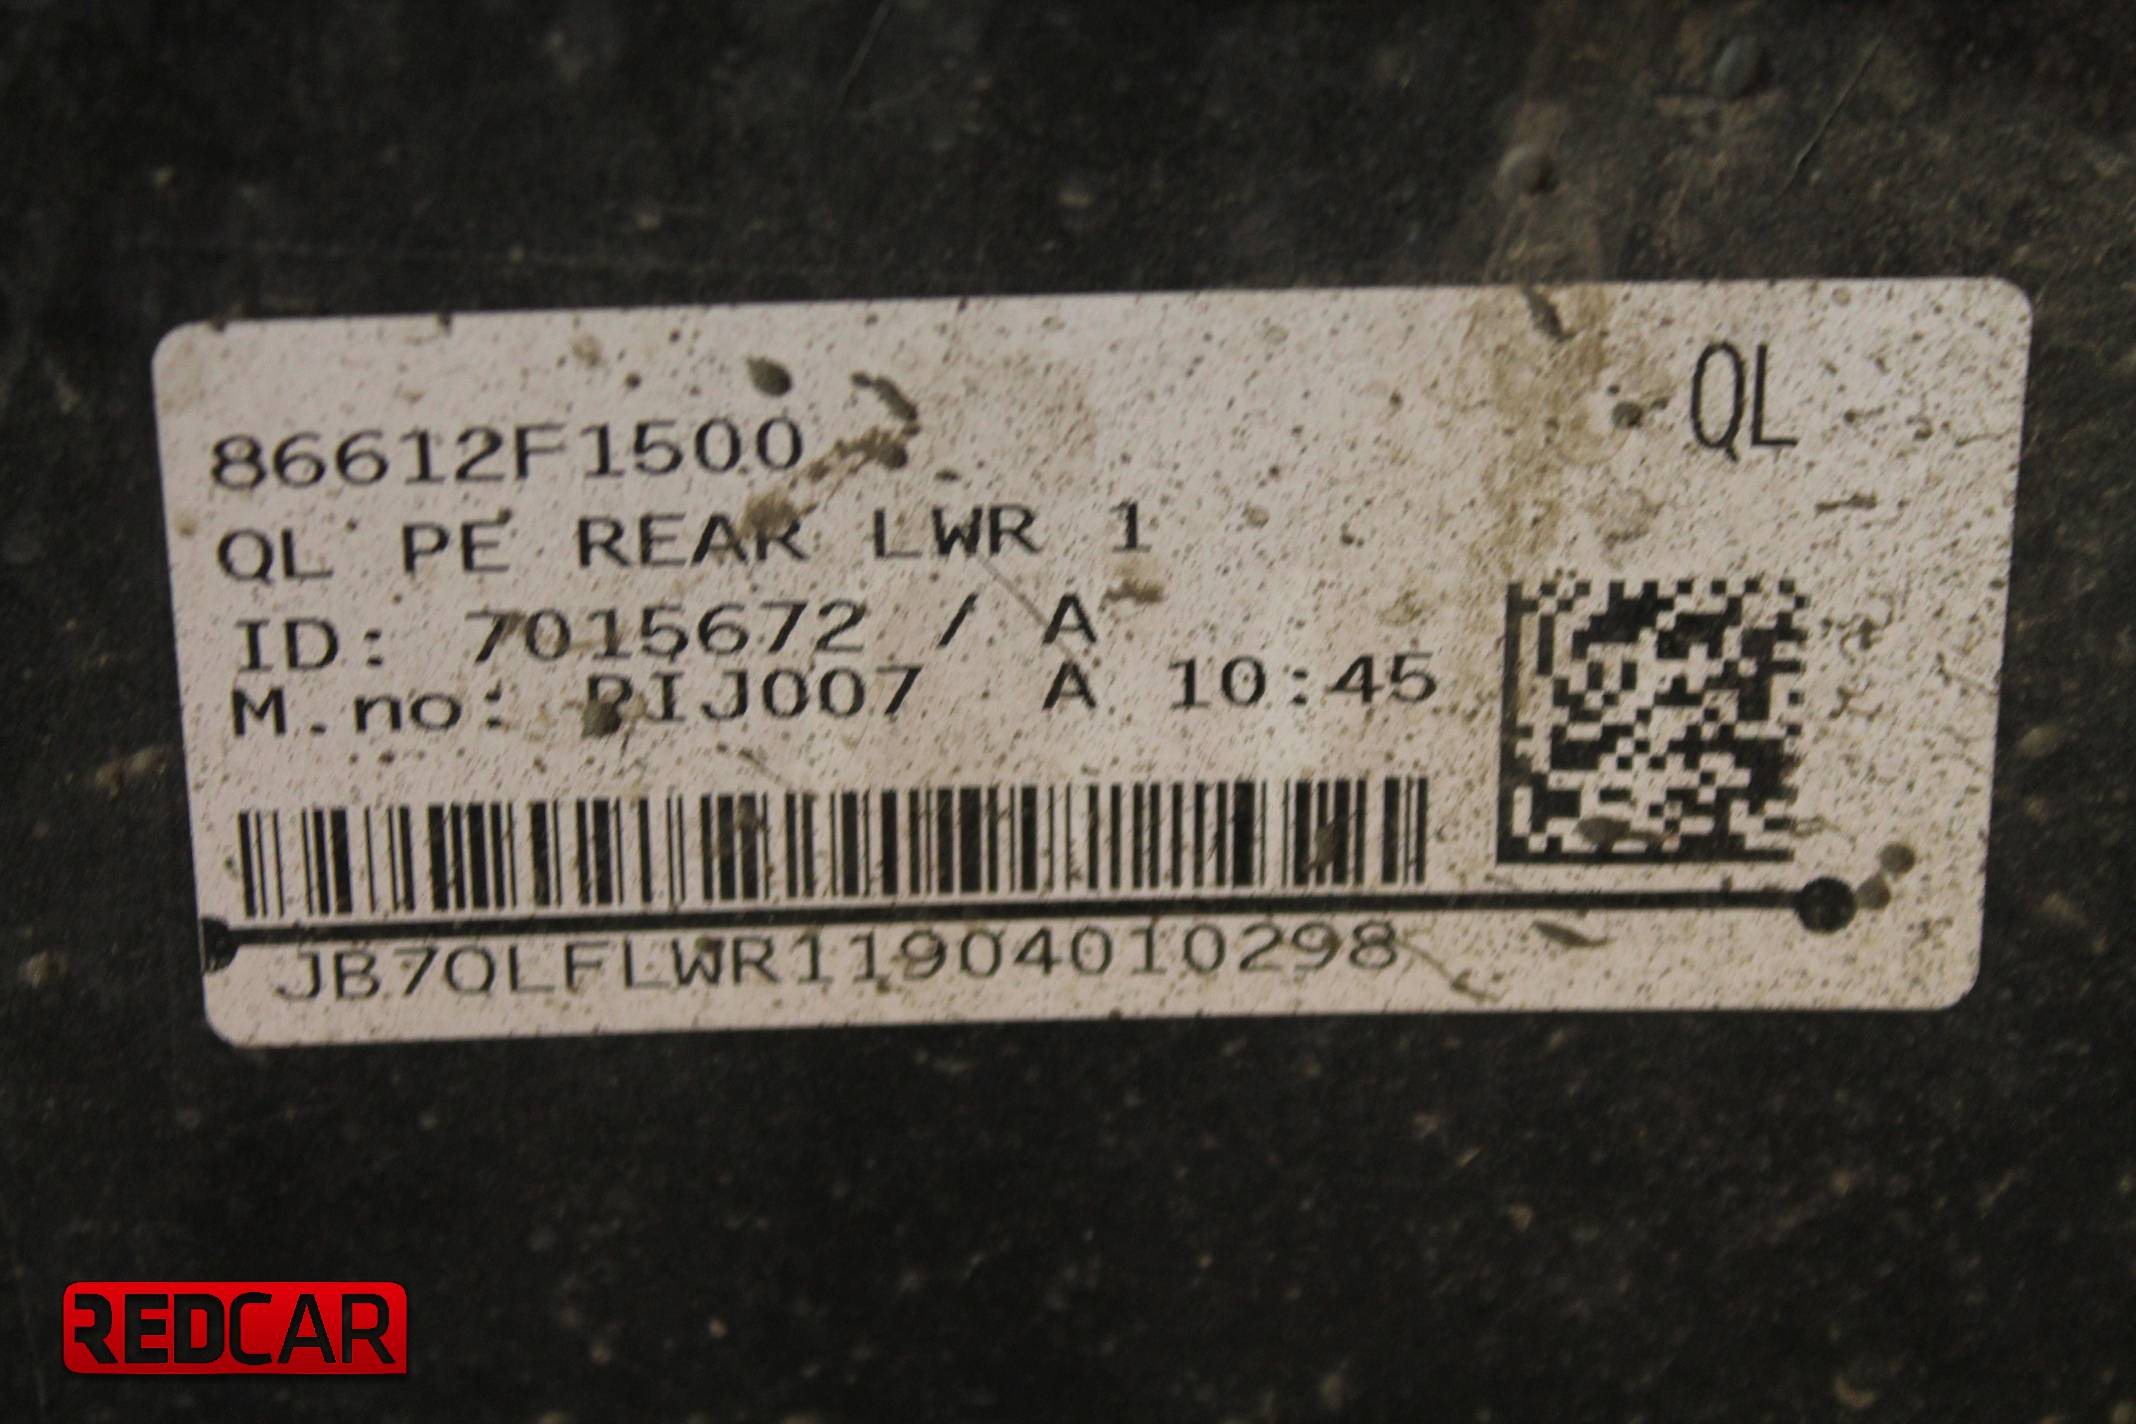 QL
86612F1500
QL PE REAR LWR 1
ID: 7015672 / A
M.no: PIJ007 A 10:45
JB7QLFLWR11904010298
REDCAR